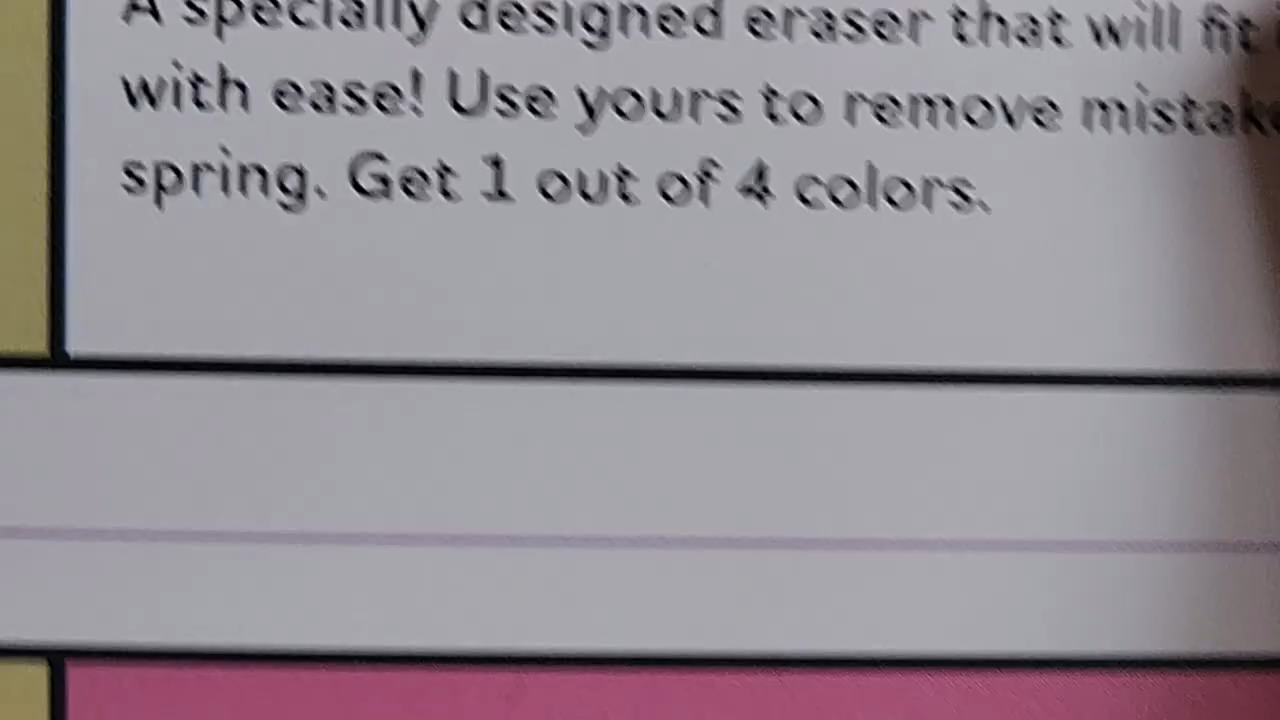 A specially designed eraser that will fit
with ease! Use yours to remove
spring. Get 1 out of 4 colors.